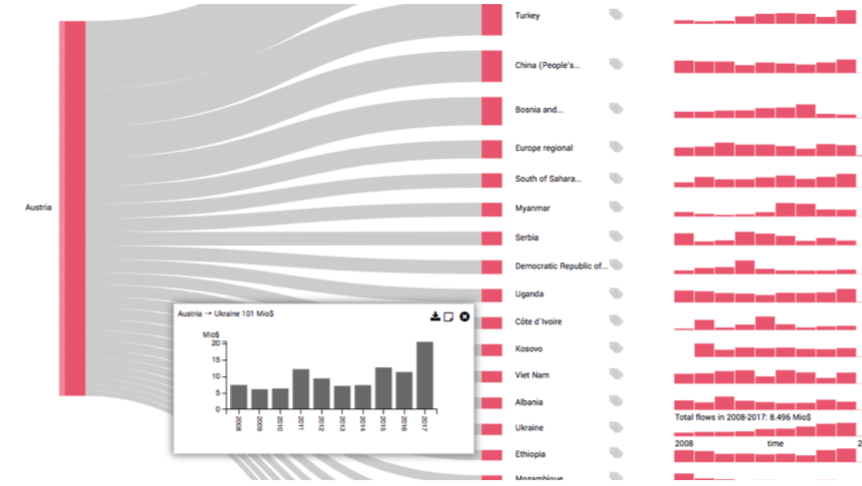 Turkey
China (People's...
Bosnia and...
Europe regional
South of Sahara...
Austria
Myanmar
Serbia
Democratic Republic of...
Uganda
Austria → Ukraine 101 Mio$
Mio$
20
15
10
5
0
2008
2009
2010
2011
2012
2013
2014
2015
2016
2017
Côte d'Ivoire
Kosovo
Viet Nam
Albania
Total flows in 2008-2017: 8.496 Mio$
Ukraine
2008 time 2
Ethiopia
Mozambique